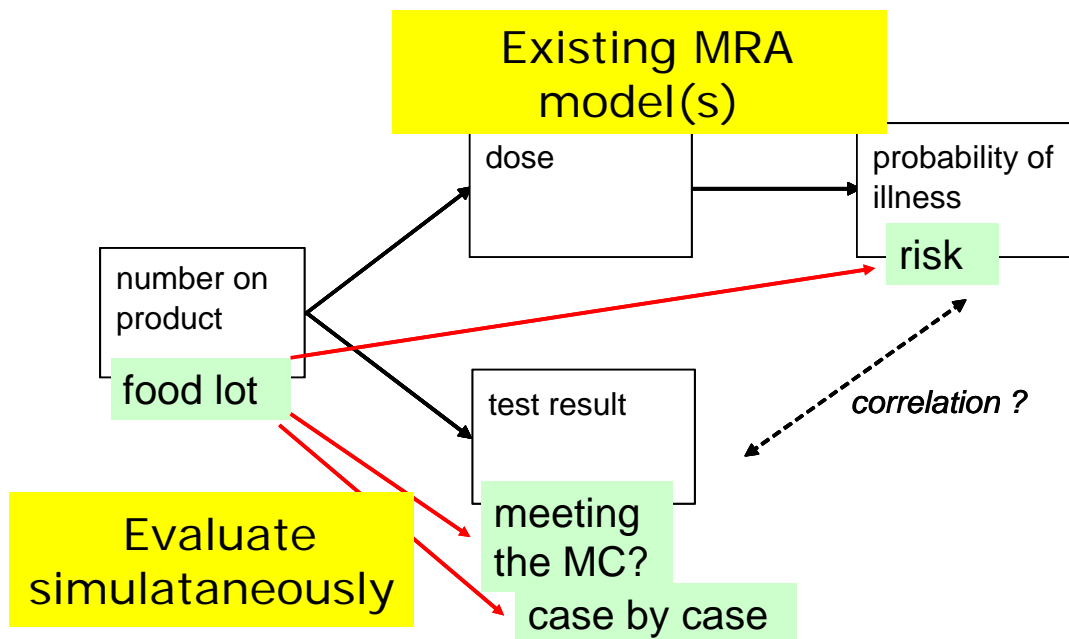 Existing MRA
model(s)
dose
probability of
illness
risk
number on
product
food lot
test result
correlation ?
meeting
the MC?
case by case
Evaluate
simulataneously